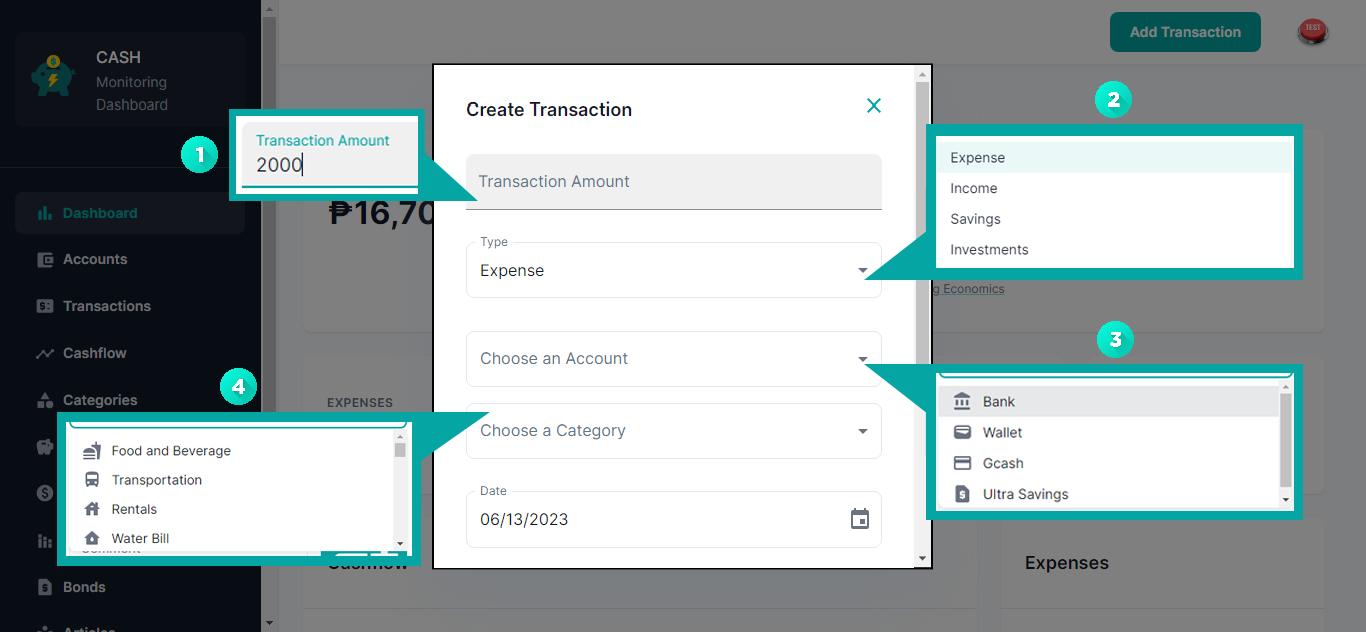 CASH
Monitoring
Dashboard
Dashboard
Accounts
Transactions
Cashflow
Categories
Bonds
Articles
Add Transaction
TEST
₱16,70
EXPENSES
g Economics
Cashflow
Expenses
Create Transaction
Transaction Amount
Type
Expense
Choose an Account
Choose a Category
Date
06/13/2023
1
Transaction Amount
2000
2
Expense
Income
Savings
Investments
3
Bank
Wallet
Gcash
Ultra Savings
4
Food and Beverage
Transportation
Rentals
Water Bill
Comment